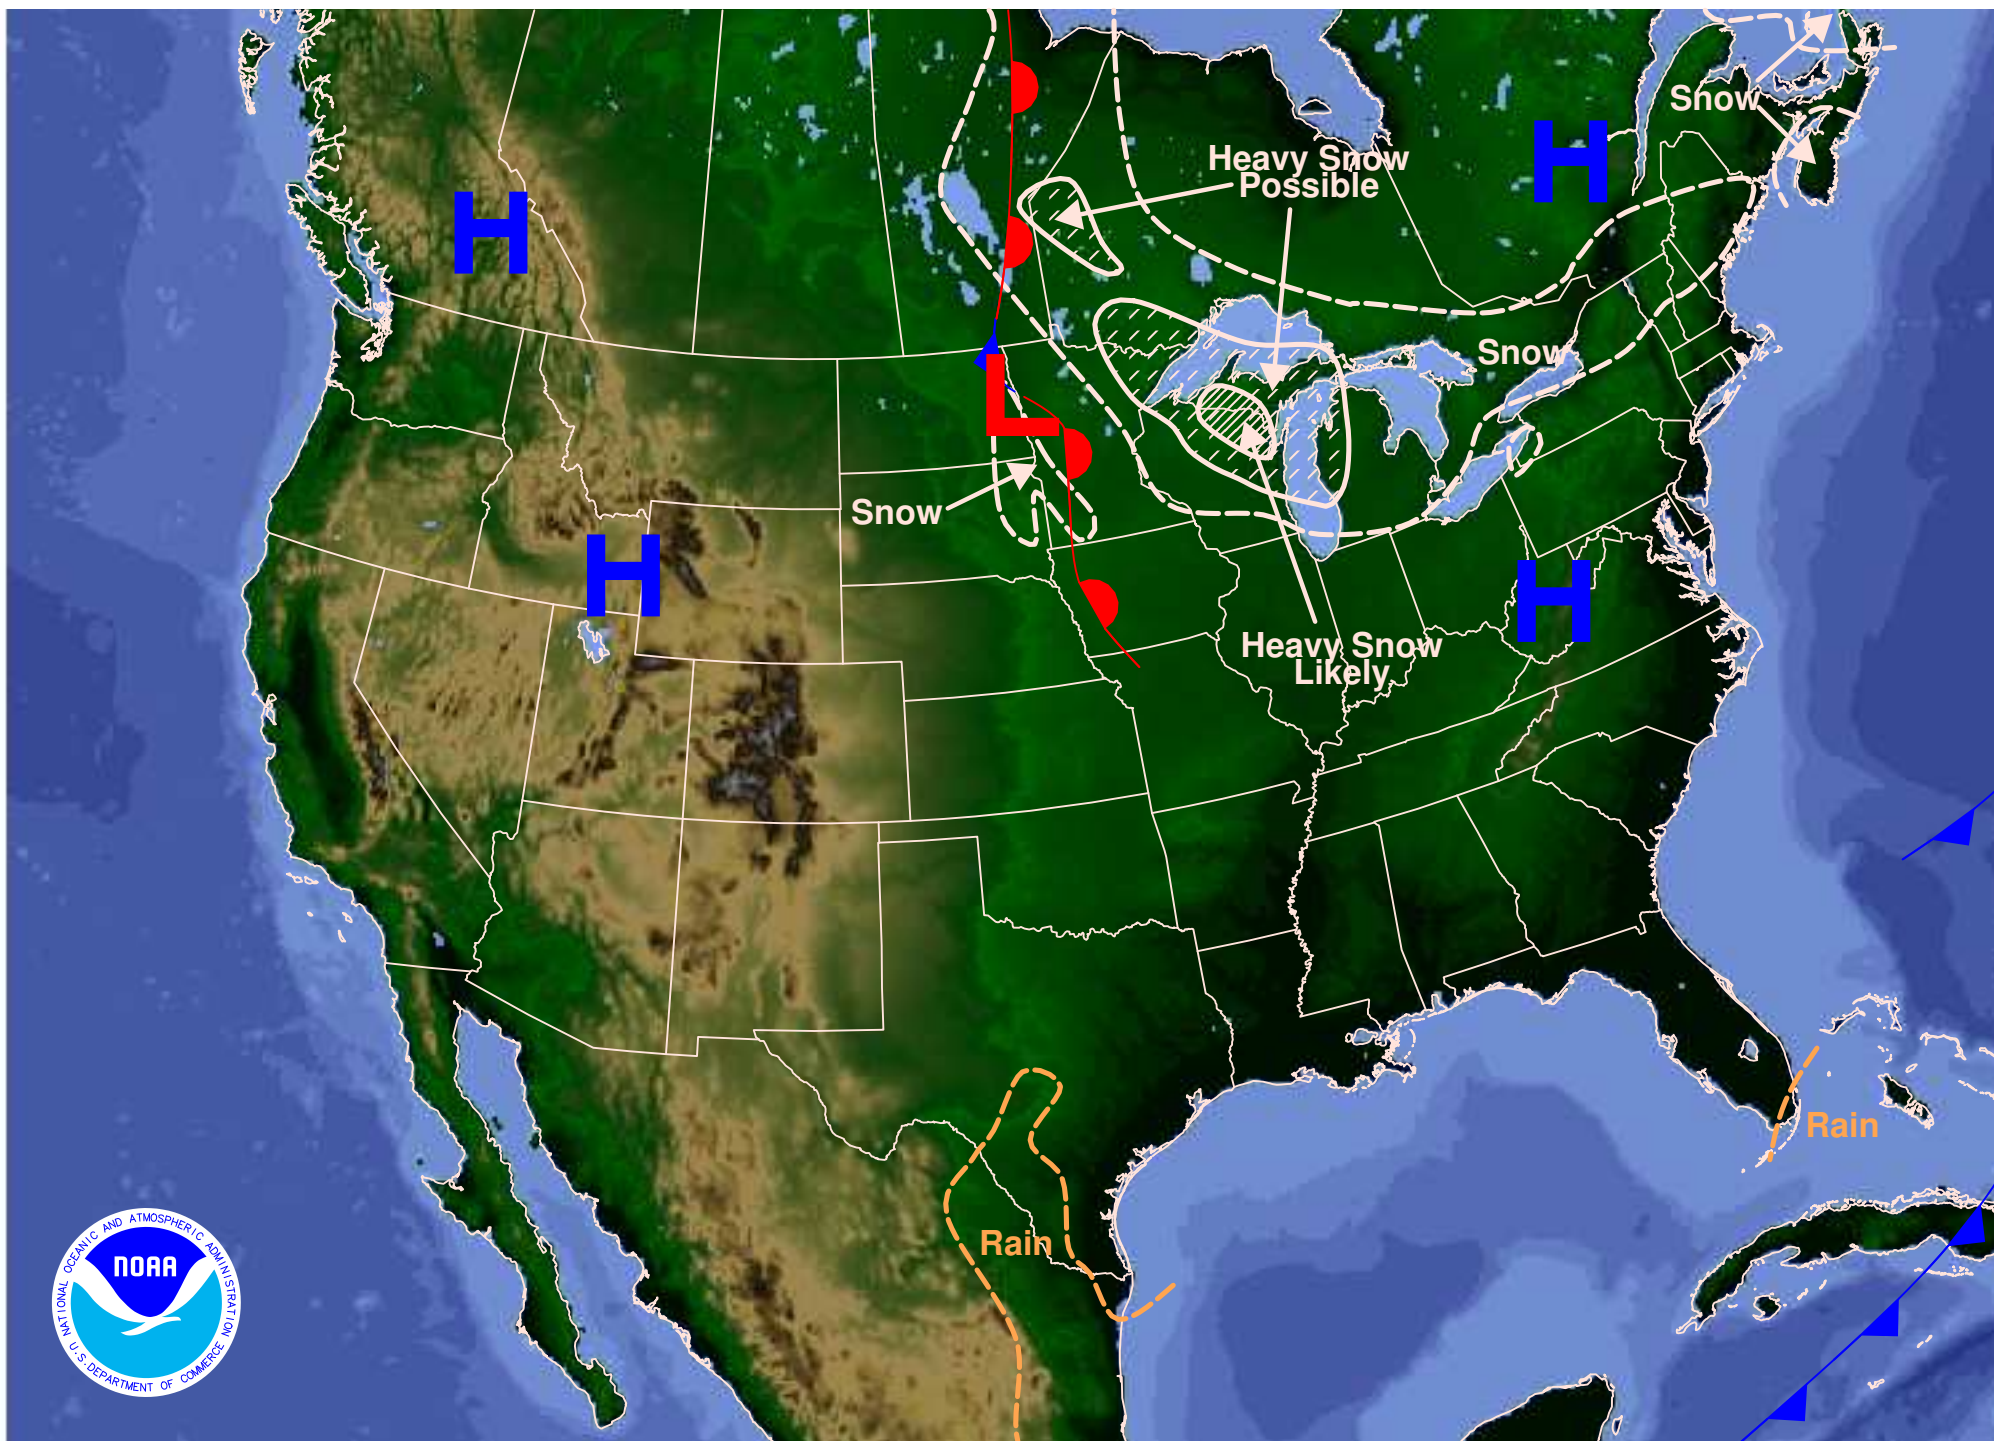 Snow
Heavy Snow
Possible
H
H
Snow
L
Snow
H
H
Heavy Snow
Likely
Rain
Rain
NATIONAL OCEANIC AND ATMOSPHERIC ADMINISTRATION
NOAA
U.S. DEPARTMENT OF COMMERCE